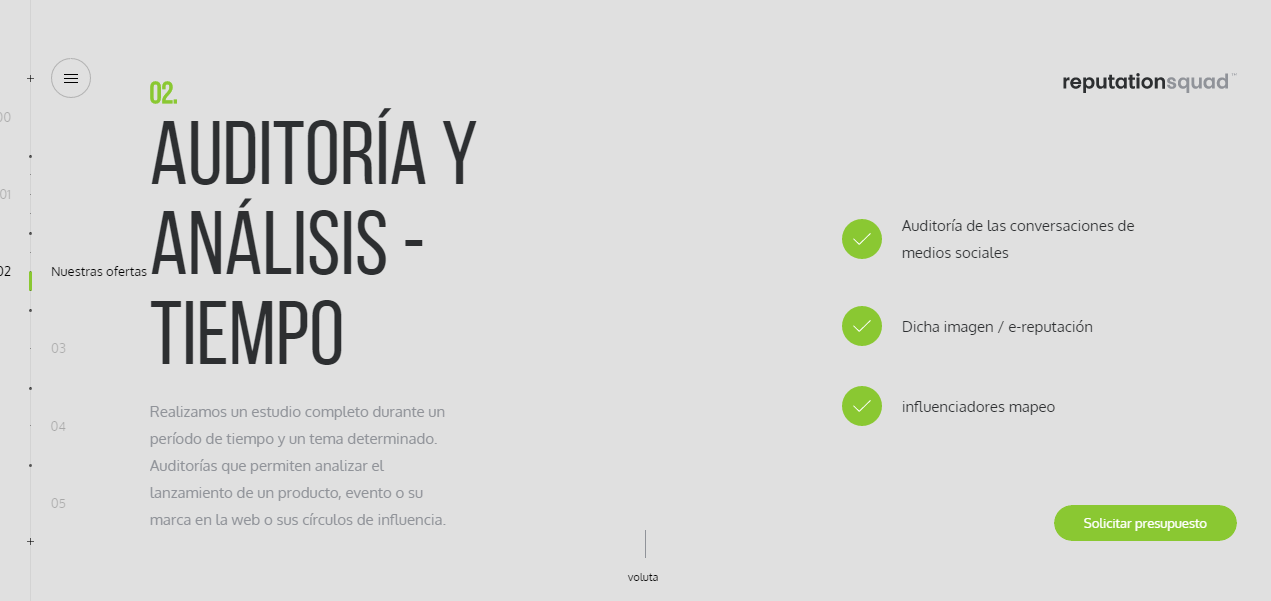 reputationsquad™
00
01
02
Nuestras ofertas
03
04
05
02.
AUDITORÍA Y
ANÁLISIS -
TIEMPO
Realizamos un estudio completo durante un
período de tiempo y un tema determinado.
Auditorías que permiten analizar el
lanzamiento de un producto, evento o su
marca en la web o sus círculos de influencia.
Auditoría de las conversaciones de
medios sociales
Dicha imagen / e-reputación
influenciadores mapeo
Solicitar presupuesto
voluta